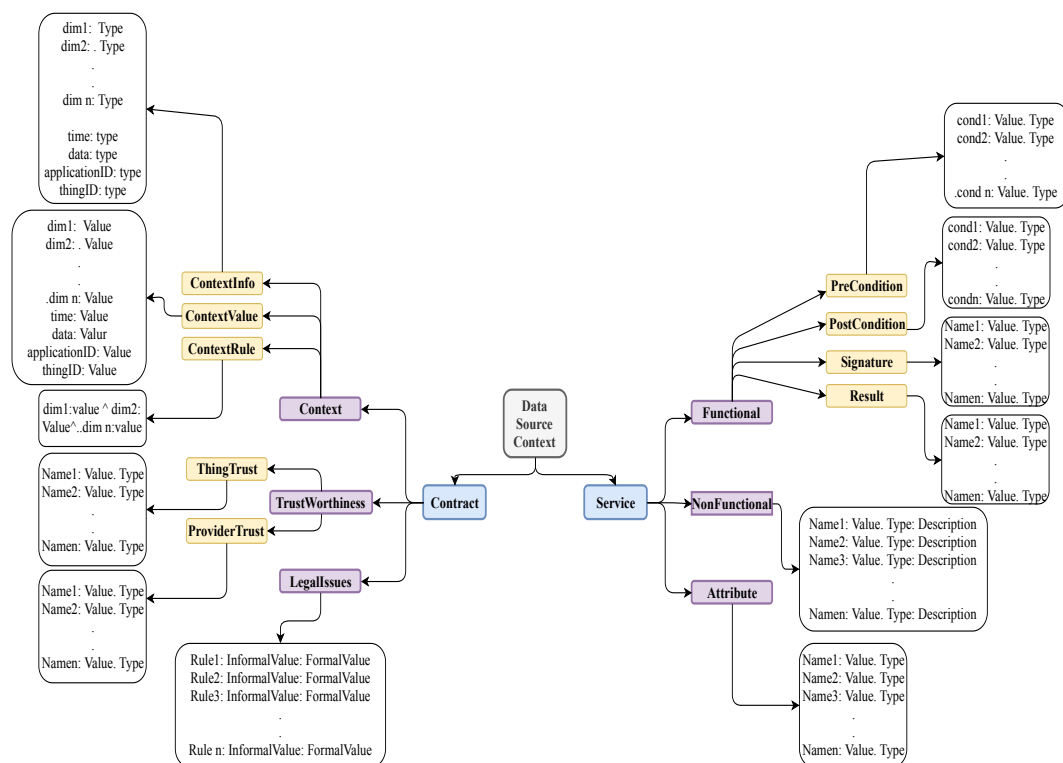 dim1:  Type
dim2: . Type
.
.
dim n: Type
time: type
data: type
applicationID: type
thingID: type
dim1:  Value
dim2: . Value
.
.
.dim n: Value
time: Value
data: Valur
applicationID: Value
thingID: Value
dim1:value ^ dim2:
Value^..dim n:value
Name1: Value. Type
Name2: Value. Type
.
.
Namen: Value. Type
Name1: Value. Type
Name2: Value. Type
.
.
Namen: Value. Type
ContextInfo
ContextValue
ContextRule
Context
ThingTrust
TrustWorthiness
ProviderTrust
LegalIssues
Rule1: InformalValue: FormalValue
Rule2: InformalValue: FormalValue
Rule3: InformalValue: FormalValue
.
.
Rule n: InformalValue: FormalValue
Contract
Data
Source
Context
Service
Functional
NonFunctional
Attribute
PreCondition
PostCondition
Signature
Result
cond1: Value. Type
cond2: Value. Type
.
.
.cond n: Value. Type
cond1: Value. Type
cond2: Value. Type
.
.
condn: Value. Type
Name1: Value. Type
Name2: Value. Type
.
.
Namen: Value. Type
Name1: Value. Type
Name2: Value. Type
.
.
Namen: Value. Type
Name1: Value. Type: Description
Name2: Value. Type: Description
Name3: Value. Type: Description
.
.
Namen: Value. Type: Description
Name1: Value. Type
Name2: Value. Type
Name3: Value. Type
.
.
Namen: Value. Type